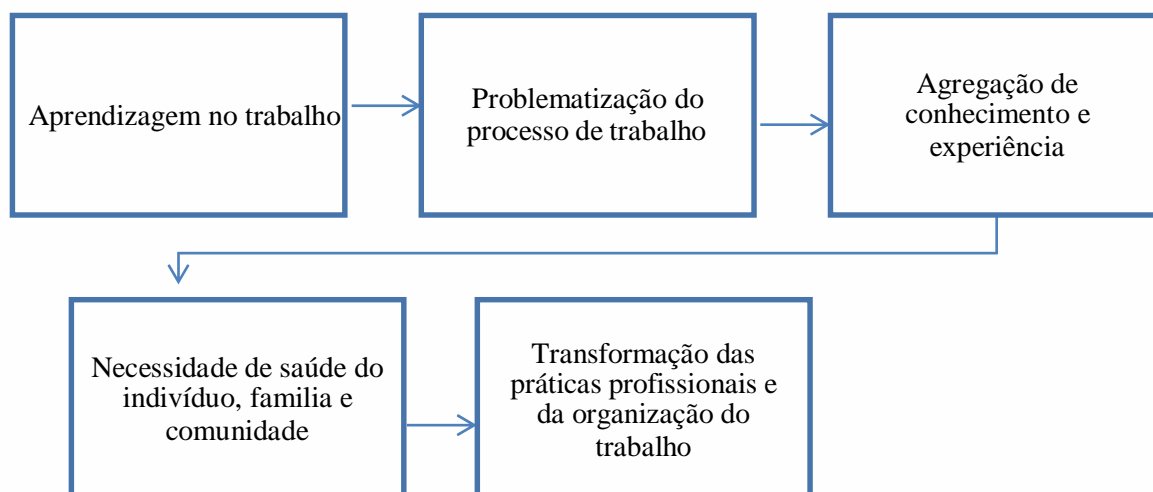 Aprendizagem no trabalho
Problematização do
processo de trabalho
Agregação de
conhecimento e
experiência
Necessidade de saúde do
indivíduo, familia e
comunidade
Transformação das
práticas profissionais e
da organização do
trabalho